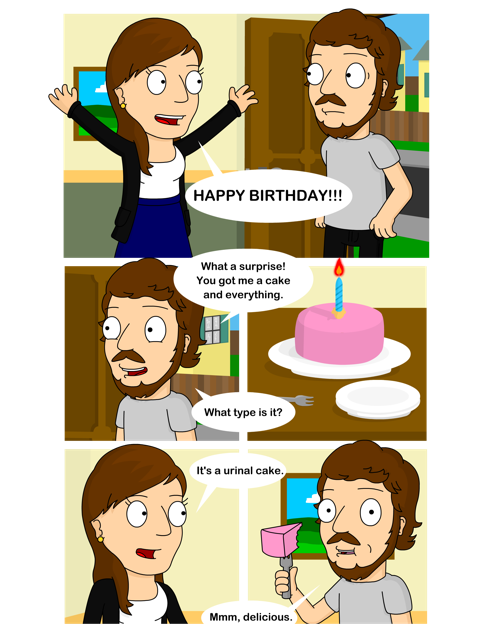 HAPPY BIRTHDAY!!!
What a surprise!
You got me a cake
and everything.
What type is it?
It's a urinal cake.
Mmm, delicious.